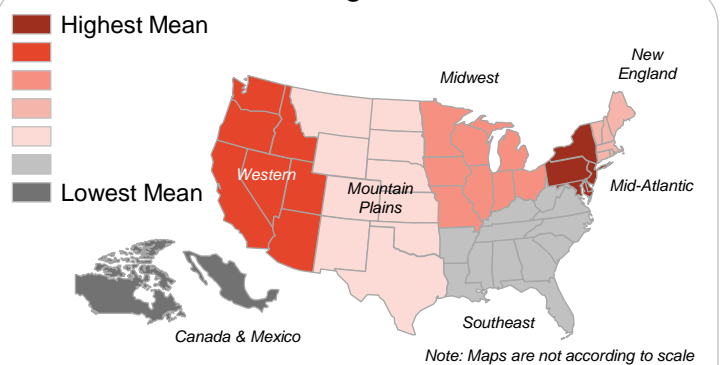 Highest Mean
Lowest Mean
Midwest
New
England
Western
Mountain
Plains
Mid-Atlantic
Southeast
Canada & Mexico
Note: Maps are not according to scale